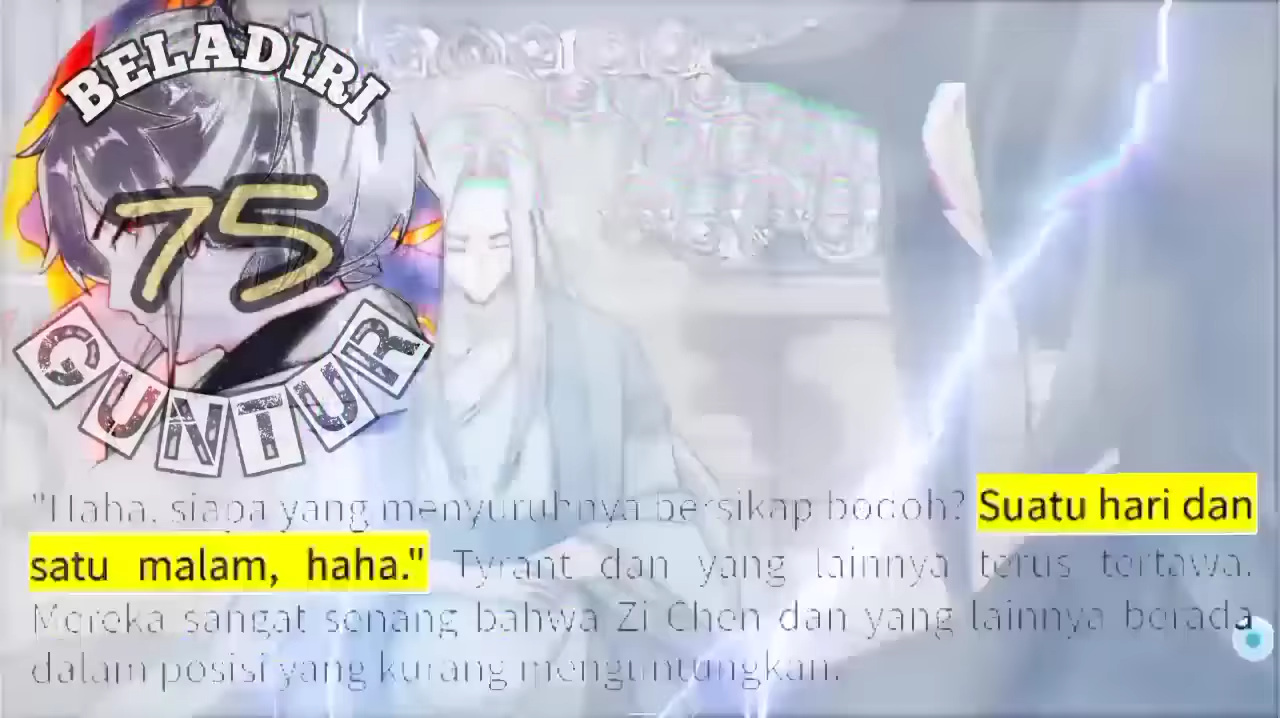 BELADIRI
75
GUNTUR
"Haha, siapa yang menyuruhnya bersikap bodoh? Suatu hari dan
satu malam, haha." Tyrant dan yang lainnya terus tertawa.
Mereka sangat senang bahwa Zi Chen dan yang lainnya berada
dalam posisi yang kurang menguntungkan.